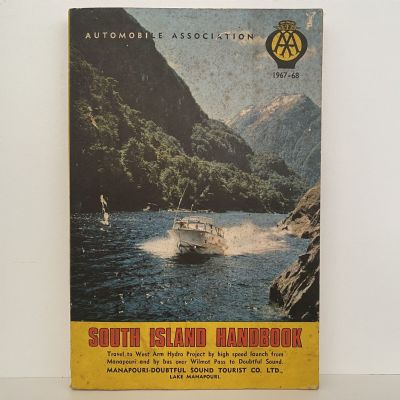 AUTOMOBILE ASSOCIATION
AA
1967-68
SOUTH ISLAND HANDBOOK
Travel to West Arm Hydro Project by high speed launch from
Manapouri and by bus over Wilmot Pass to Doubtful Sound.
MANAPOURI-DOUBTFUL SOUND TOURIST CO. LTD.,
LAKE MANAPOURI.